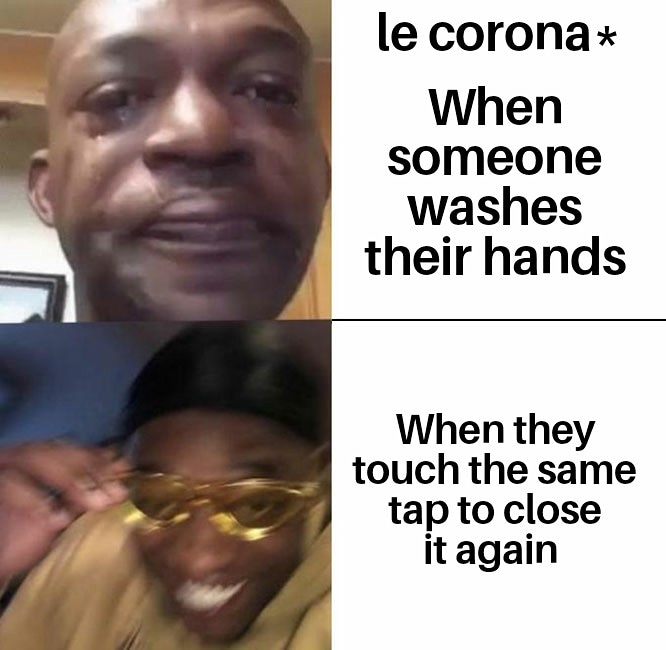 le corona*
When
someone
washes
their hands
When they
touch the same
tap to close
it again